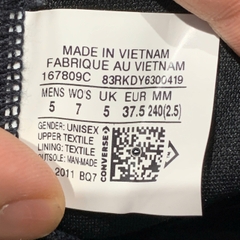 MADE IN VIETNAM
FABRIQUE AU VIETNAM
167809C 83RKDY6300419
MENS WO'S UK EUR MM
5 7 5 37.5 240(2.5)
GENDER: UNISEX
UPPER: TEXTILE
LINING: TEXTILE
OUTSOLE: MAN-MADE
2011 BQ7
CONVERSE